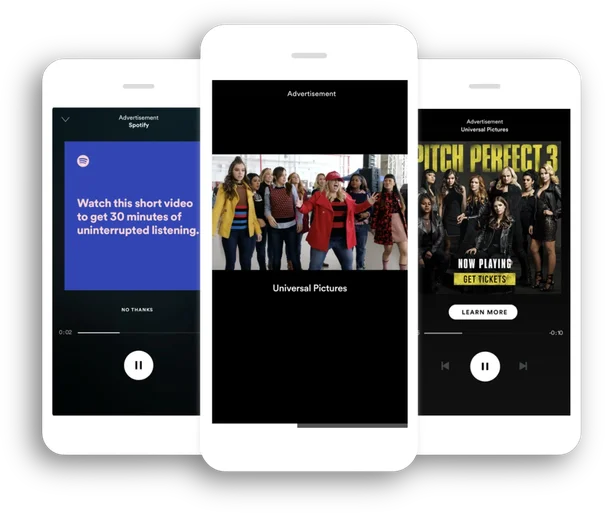 Advertisement
Spotify
Watch this short video
to get 30 minutes of
uninterrupted listening.
NO THANKS
0:02
Advertisement
Universal Pictures
Advertisement
Universal Pictures
PITCH PERFECT 3
NOW PLAYING
GET TICKETS
LEARN MORE
-0:10